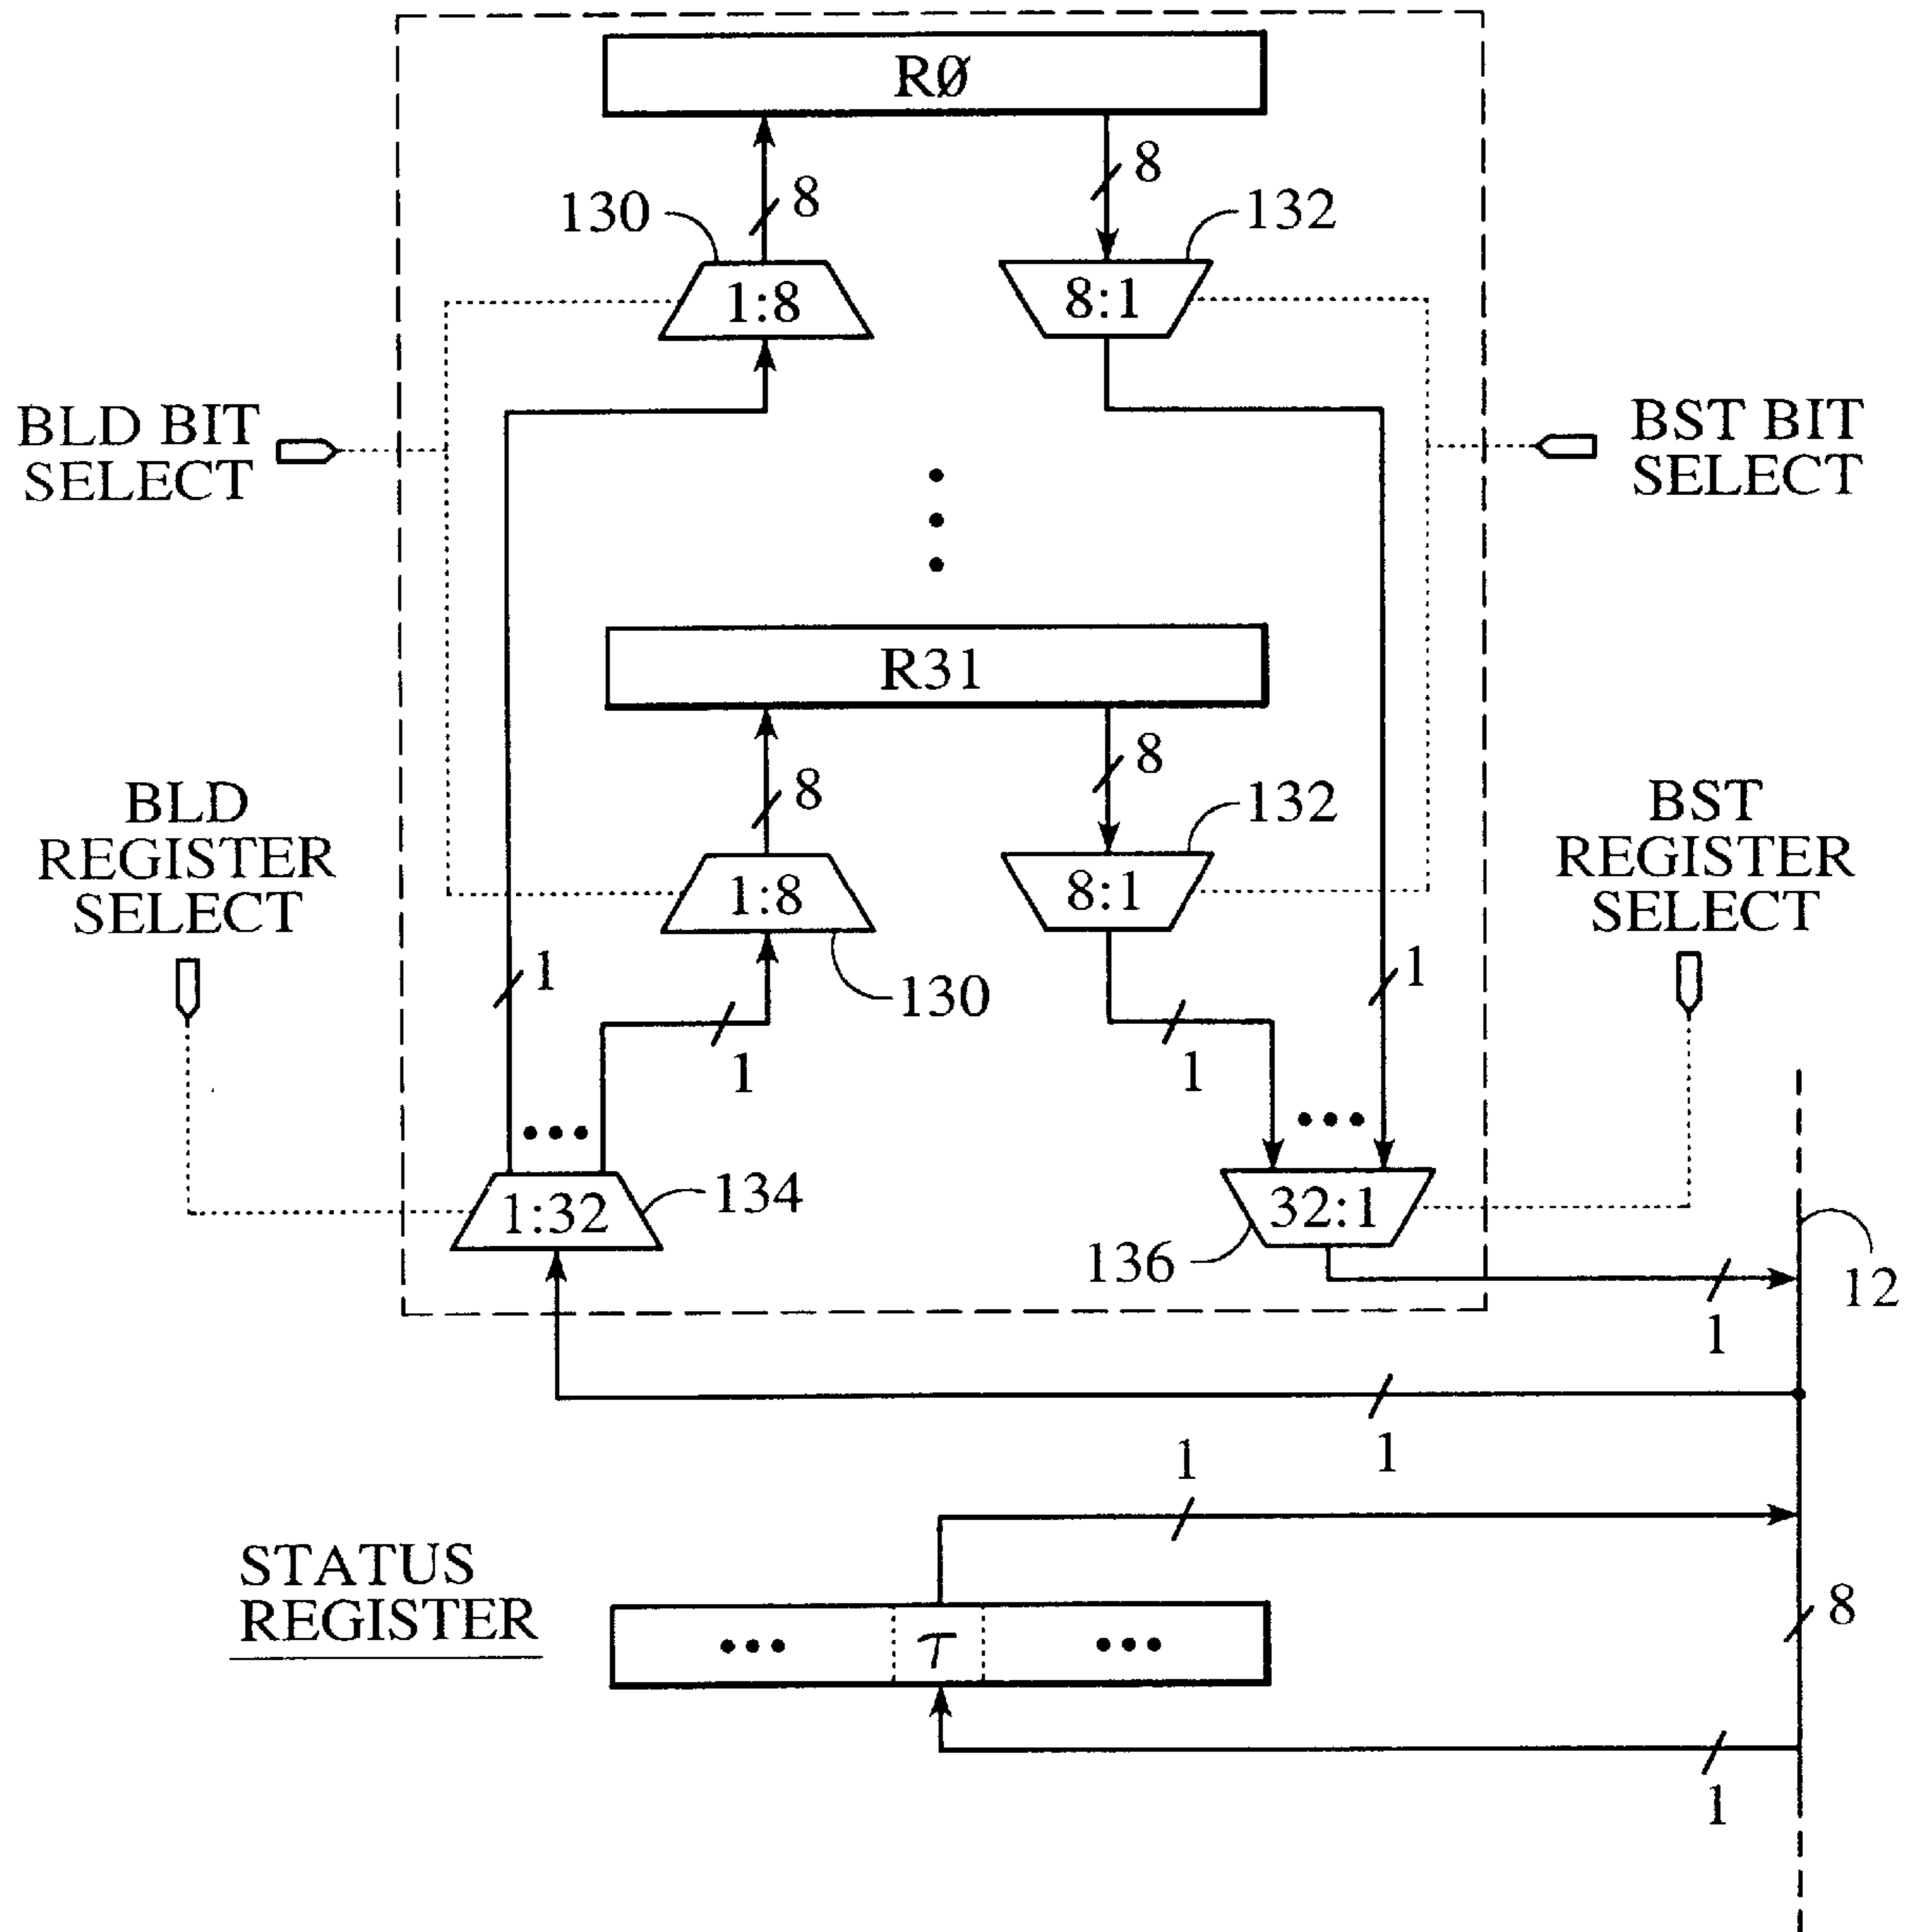 RØ
8
8
130
132
1:8
8:1
BLD BIT
SELECT
BST BIT
SELECT
R31
8
8
BLD
REGISTER
SELECT
132
BST
REGISTER
SELECT
1:8
8:1
1
130
1
1
1
1:32
134
32:1
136
12
1
1
1
STATUS
REGISTER
T
8
1